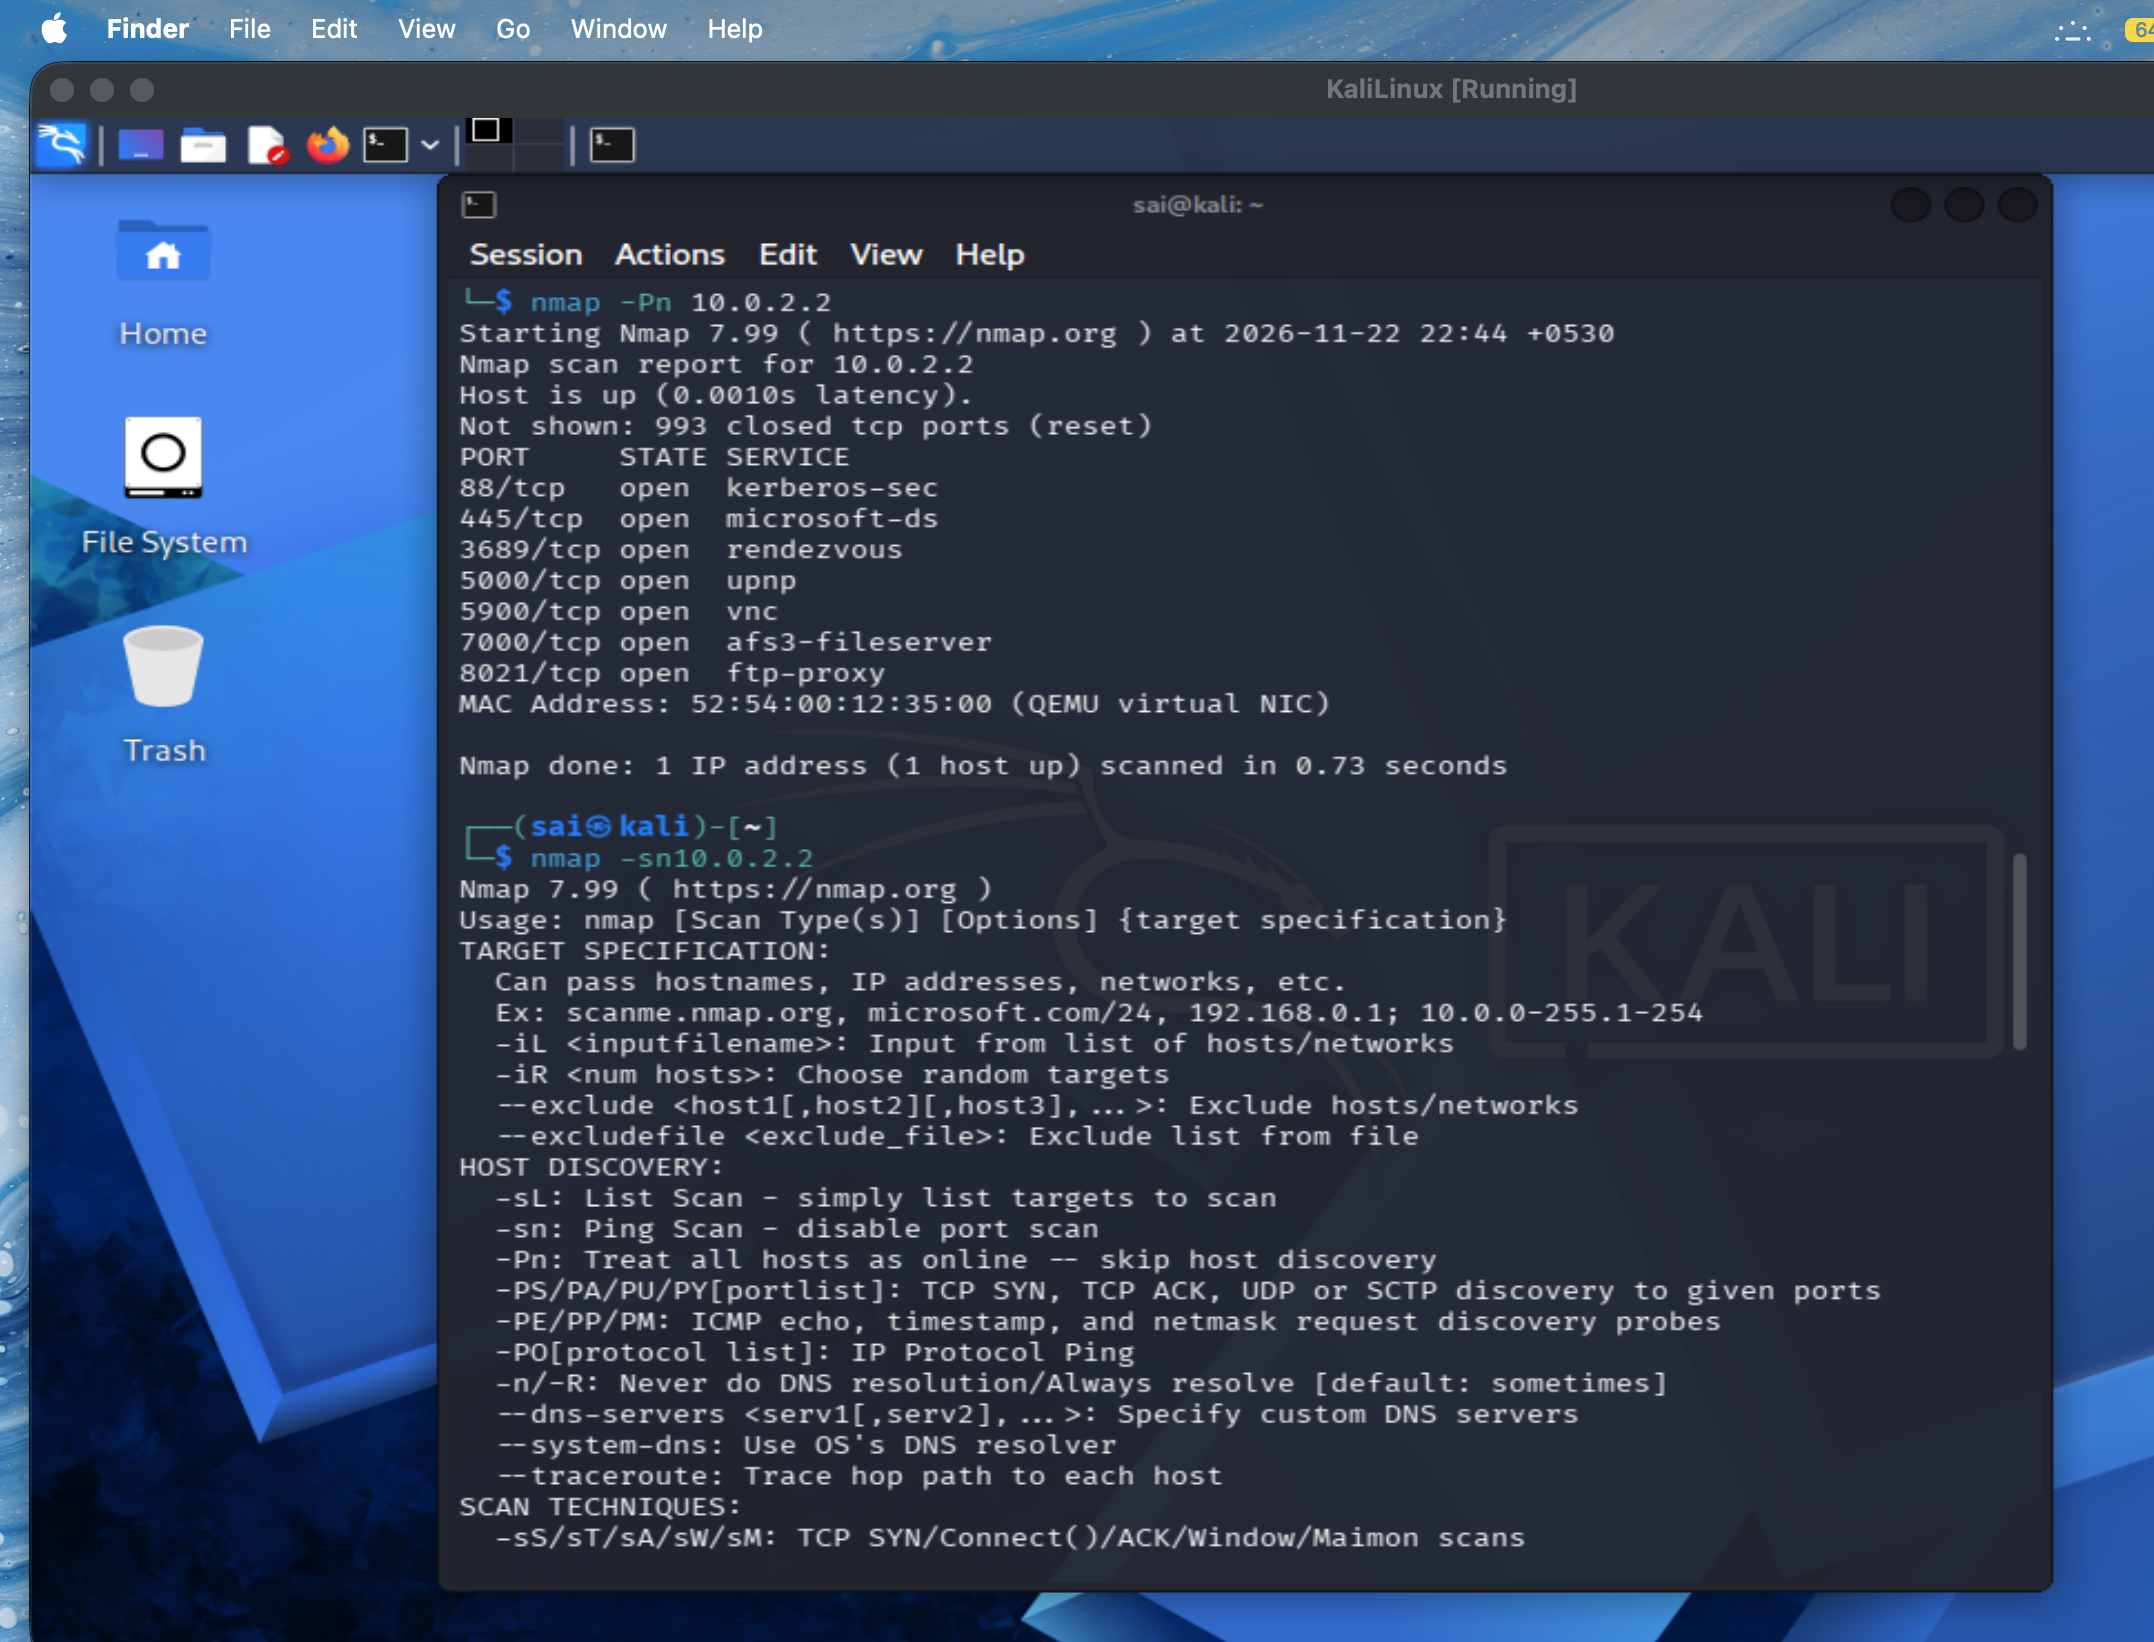 Finder File Edit View Go Window Help
KaliLinux [Running]
sai@kali: ~
Session Actions Edit View Help
Home
File System
Trash
└─$ nmap -Pn 10.0.2.2
Starting Nmap 7.99 ( https://nmap.org ) at 2026-11-22 22:44 +0530
Nmap scan report for 10.0.2.2
Host is up (0.0010s latency).
Not shown: 993 closed tcp ports (reset)
PORT     STATE SERVICE
88/tcp   open  kerberos-sec
445/tcp  open  microsoft-ds
3689/tcp open  rendezvous
5000/tcp open  upnp
5900/tcp open  vnc
7000/tcp open  afs3-fileserver
8021/tcp open  ftp-proxy
MAC Address: 52:54:00:12:35:00 (QEMU virtual NIC)
Nmap done: 1 IP address (1 host up) scanned in 0.73 seconds
┌──(sai㉿kali)-[~]
└─$ nmap -sn10.0.2.2
Nmap 7.99 ( https://nmap.org )
Usage: nmap [Scan Type(s)] [Options] {target specification}
TARGET SPECIFICATION:
  Can pass hostnames, IP addresses, networks, etc.
  Ex: scanme.nmap.org, microsoft.com/24, 192.168.0.1; 10.0.0-255.1-254
  -iL <inputfilename>: Input from list of hosts/networks
  -iR <num hosts>: Choose random targets
  --exclude <host1[,host2][,host3],...>: Exclude hosts/networks
  --excludefile <exclude_file>: Exclude list from file
HOST DISCOVERY:
  -sL: List Scan - simply list targets to scan
  -sn: Ping Scan - disable port scan
  -Pn: Treat all hosts as online -- skip host discovery
  -PS/PA/PU/PY[portlist]: TCP SYN, TCP ACK, UDP or SCTP discovery to given ports
  -PE/PP/PM: ICMP echo, timestamp, and netmask request discovery probes
  -PO[protocol list]: IP Protocol Ping
  -n/-R: Never do DNS resolution/Always resolve [default: sometimes]
  --dns-servers <serv1[,serv2],...>: Specify custom DNS servers
  --system-dns: Use OS's DNS resolver
  --traceroute: Trace hop path to each host
SCAN TECHNIQUES:
  -sS/sT/sA/sW/sM: TCP SYN/Connect()/ACK/Window/Maimon scans
KALI